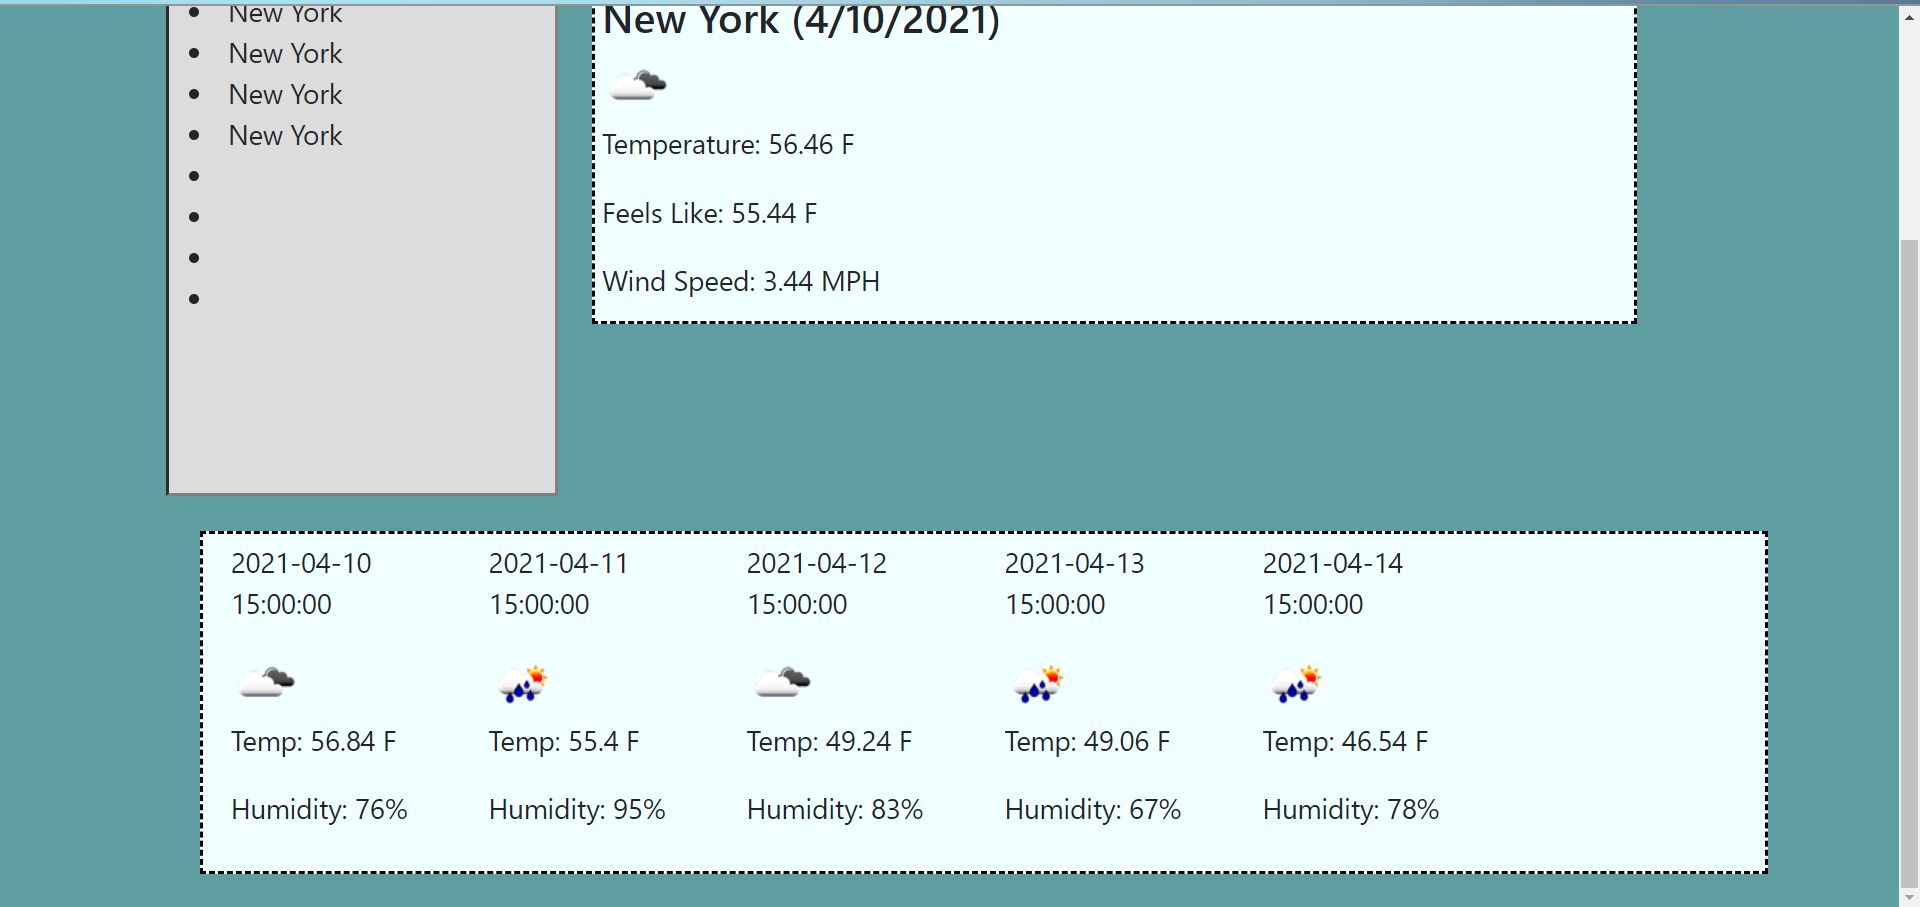 New York
New York
New York
New York
New York (4/10/2021)
Temperature: 56.46 F
Feels Like: 55.44 F
Wind Speed: 3.44 MPH
2021-04-10
15:00:00
Temp: 56.84 F
Humidity: 76%
2021-04-11
15:00:00
Temp: 55.4 F
Humidity: 95%
2021-04-12
15:00:00
Temp: 49.24 F
Humidity: 83%
2021-04-13
15:00:00
Temp: 49.06 F
Humidity: 67%
2021-04-14
15:00:00
Temp: 46.54 F
Humidity: 78%